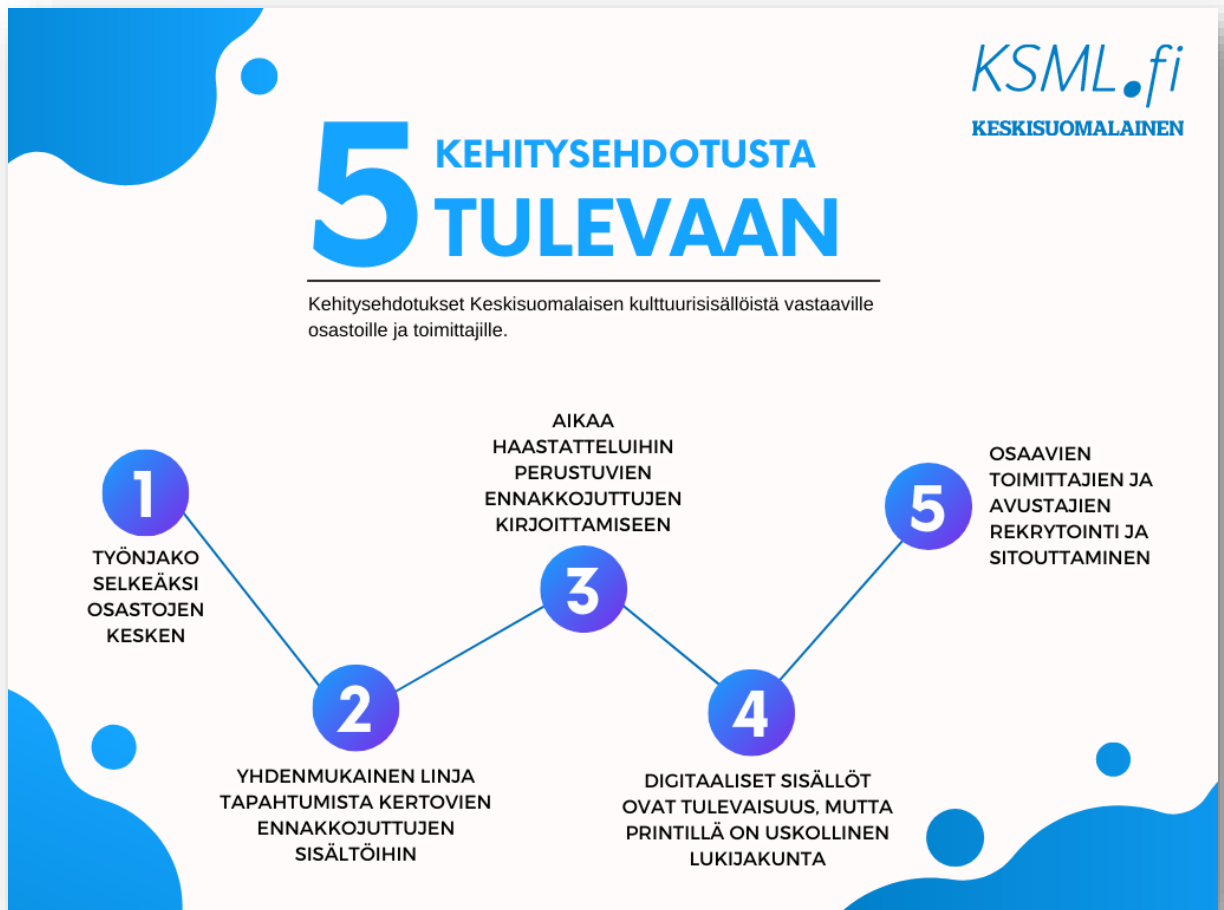 KSML.fi
KESKISUOMALAINEN
5 KEHITYSEHDOTUSTA
TULEVAAN
Kehitysehdotukset Keskisuomalaisen kulttuurisisällöistä vastaaville
osastoille ja toimittajille.
1
TYÖNJAKO
SELKEÄKSI
OSASTOJEN
KESKEN
2
YHDENMUKAINEN LINJA
TAPAHTUMISTA KERTOVIEN
ENNAKKOJUTTUJEN
SISÄLTÖIHIN
AIKAA
HAASTATTELUIHIN
PERUSTUVIEN
ENNAKKOJUTTUJEN
KIRJOITTAMISEEN
3
4
DIGITAALISET SISÄLLÖT
OVAT TULEVAISUUS, MUTTA
PRINTILLÄ ON USKOLLINEN
LUKIJAKUNTA
5
OSAAVIEN
TOIMITTAJIEN JA
AVUSTAJIEN
REKRYTOINTI JA
SITOUTTAMINEN